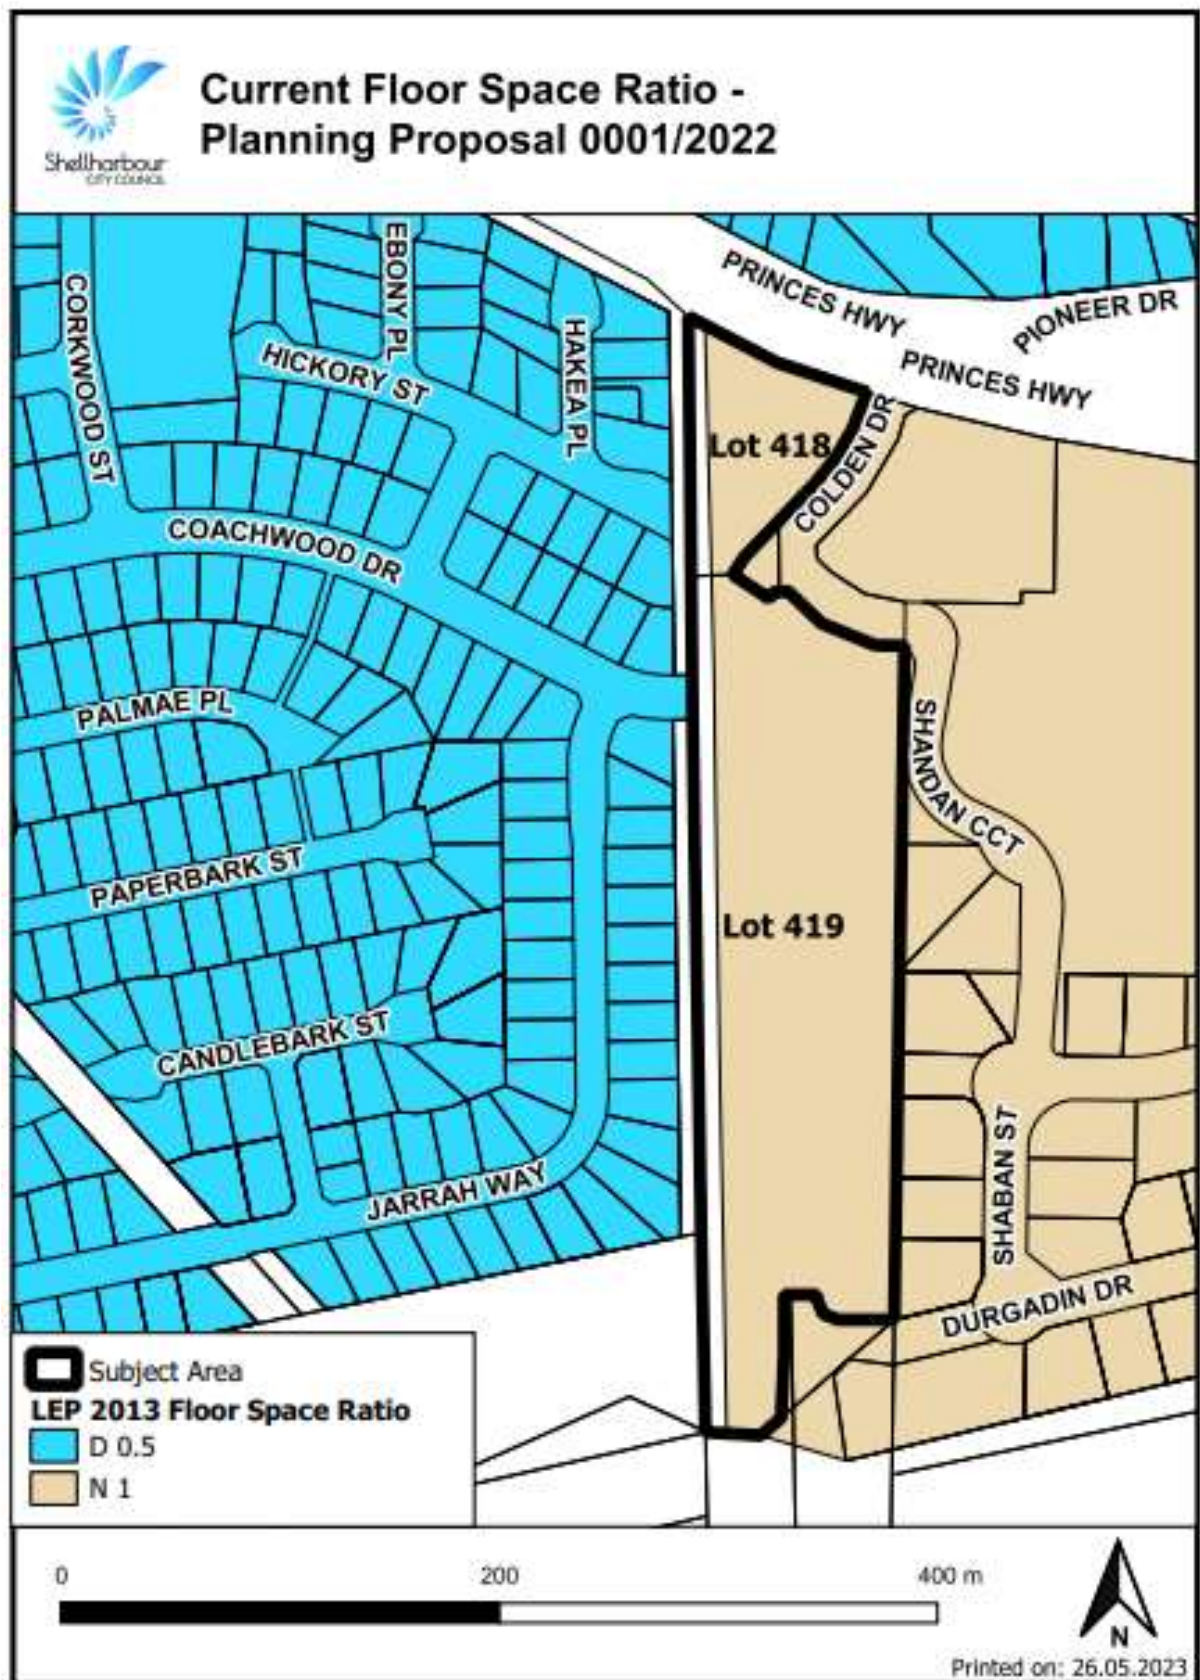 Shellharbour
CITY COUNCIL
Current Floor Space Ratio -
Planning Proposal 0001/2022
CORKWOOD ST
EBONY PL
HICKORY ST
HAKEA PL
PRINCES HWY
PIONEER DR
PRINCES HWY
Lot 418
COLDEN DR
COACHWOOD DR
PALMAE PL
SHANDAN CCT
PAPERBARK ST
Lot 419
CANDLEBARK ST
SHABAN ST
JARRAH WAY
DURGADIN DR
Subject Area
LEP 2013 Floor Space Ratio
D 0.5
N 1
0 200 400 m
N
Printed on: 26.05.2023